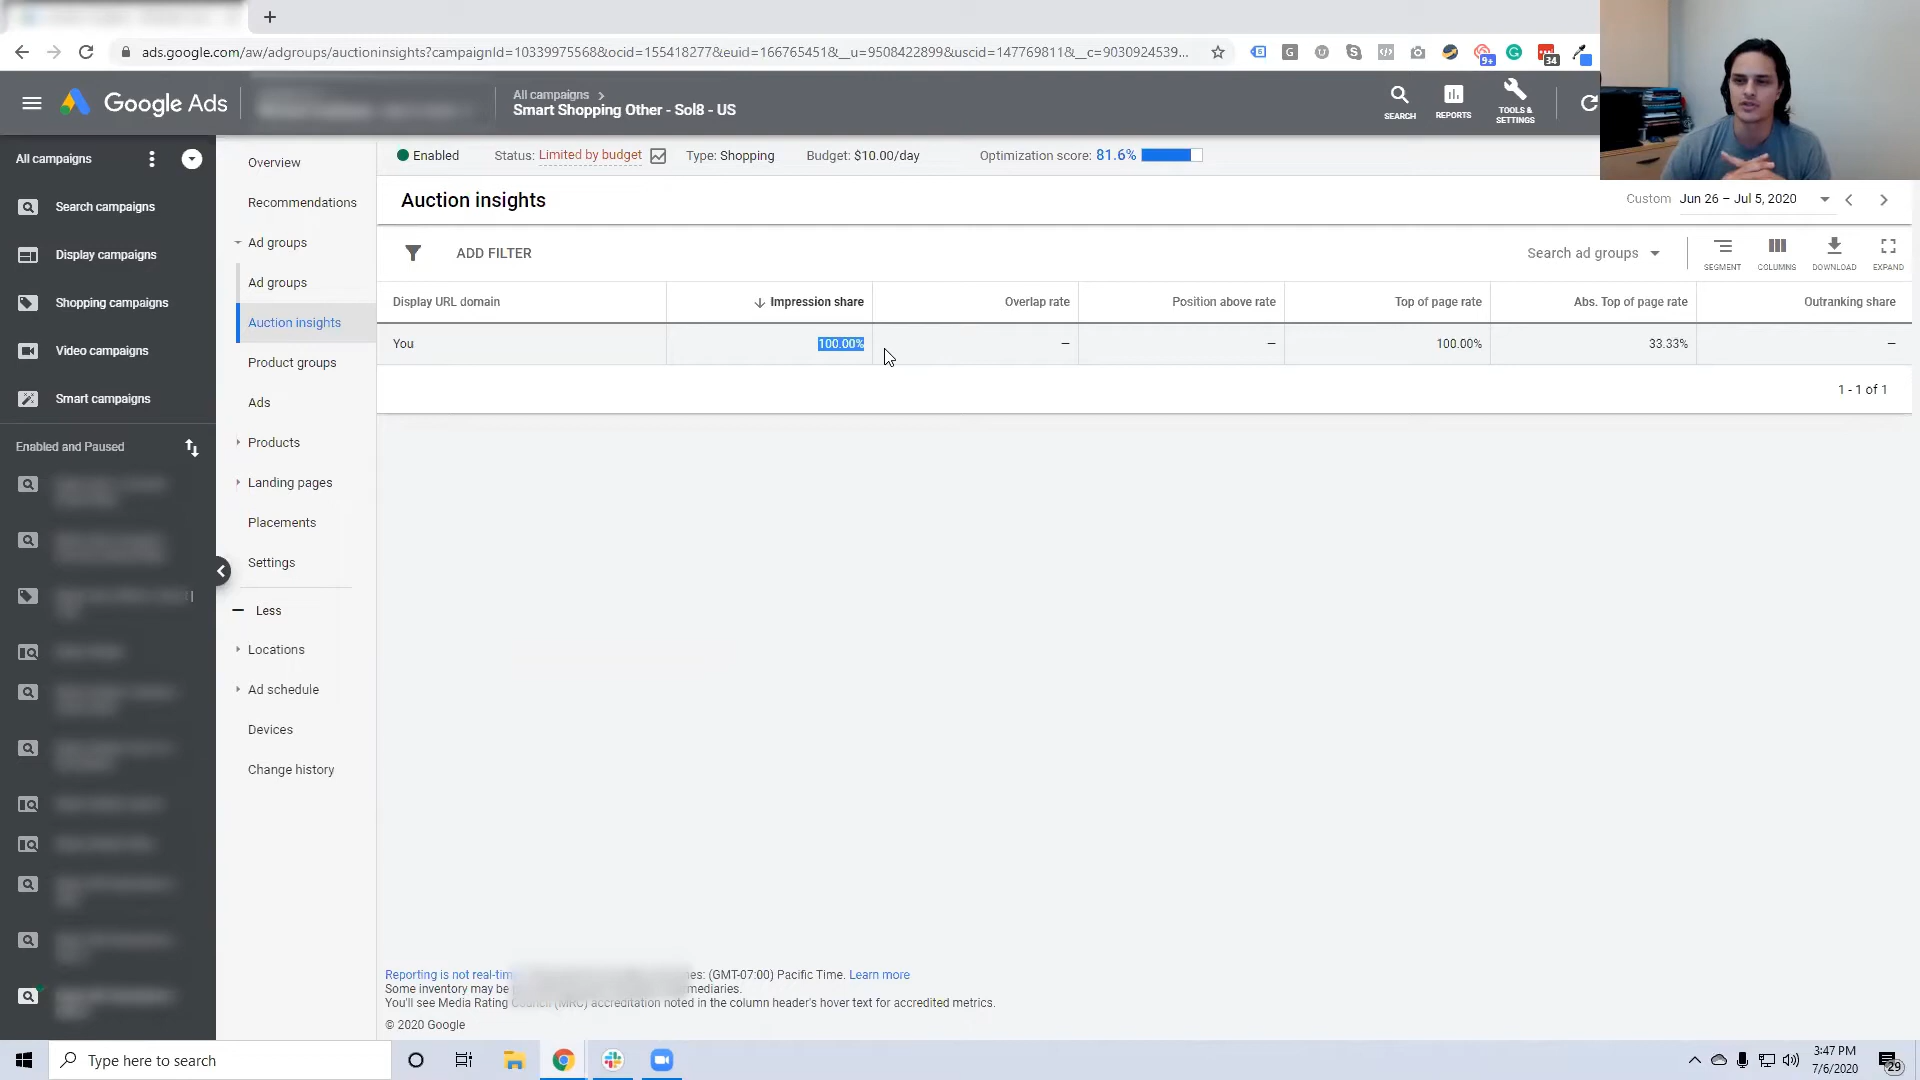 ads.google.com/aw/adgroups/auctioninsights?campaignId=10339975568&ocid=155418277&euid=1667654518&__u=9508422899&uscid=147769811&__c=9030924539...
9+
34
Google Ads
All campaigns
Smart Shopping Other - Sol8 - US
SEARCH
REPORTS
TOOLS &
SETTINGS
All campaigns
Search campaigns
Display campaigns
Shopping campaigns
Video campaigns
Smart campaigns
Enabled and Paused
Overview
Recommendations
Ad groups
Ad groups
Auction insights
Product groups
Ads
Products
Landing pages
Placements
Settings
Less
Locations
Ad schedule
Devices
Change history
Enabled Status: Limited by budget Type: Shopping Budget: $10.00/day Optimization score: 81.6%
Auction insights
Custom Jun 26 – Jul 5, 2020
ADD FILTER
Search ad groups
SEGMENT
COLUMNS
DOWNLOAD
EXPAND
Display URL domain Impression share Overlap rate Position above rate Top of page rate Abs. Top of page rate Outranking share
You 100.00% — — 100.00% 33.33% —
1 - 1 of 1
Reporting is not real-tim
es: (GMT-07:00) Pacific Time. Learn more
Some inventory may be
mediaries.
You'll see Media Rating Council (MRC) accreditation noted in the column header's hover text for accredited metrics.
© 2020 Google
Type here to search
3:47 PM
7/6/2020
29